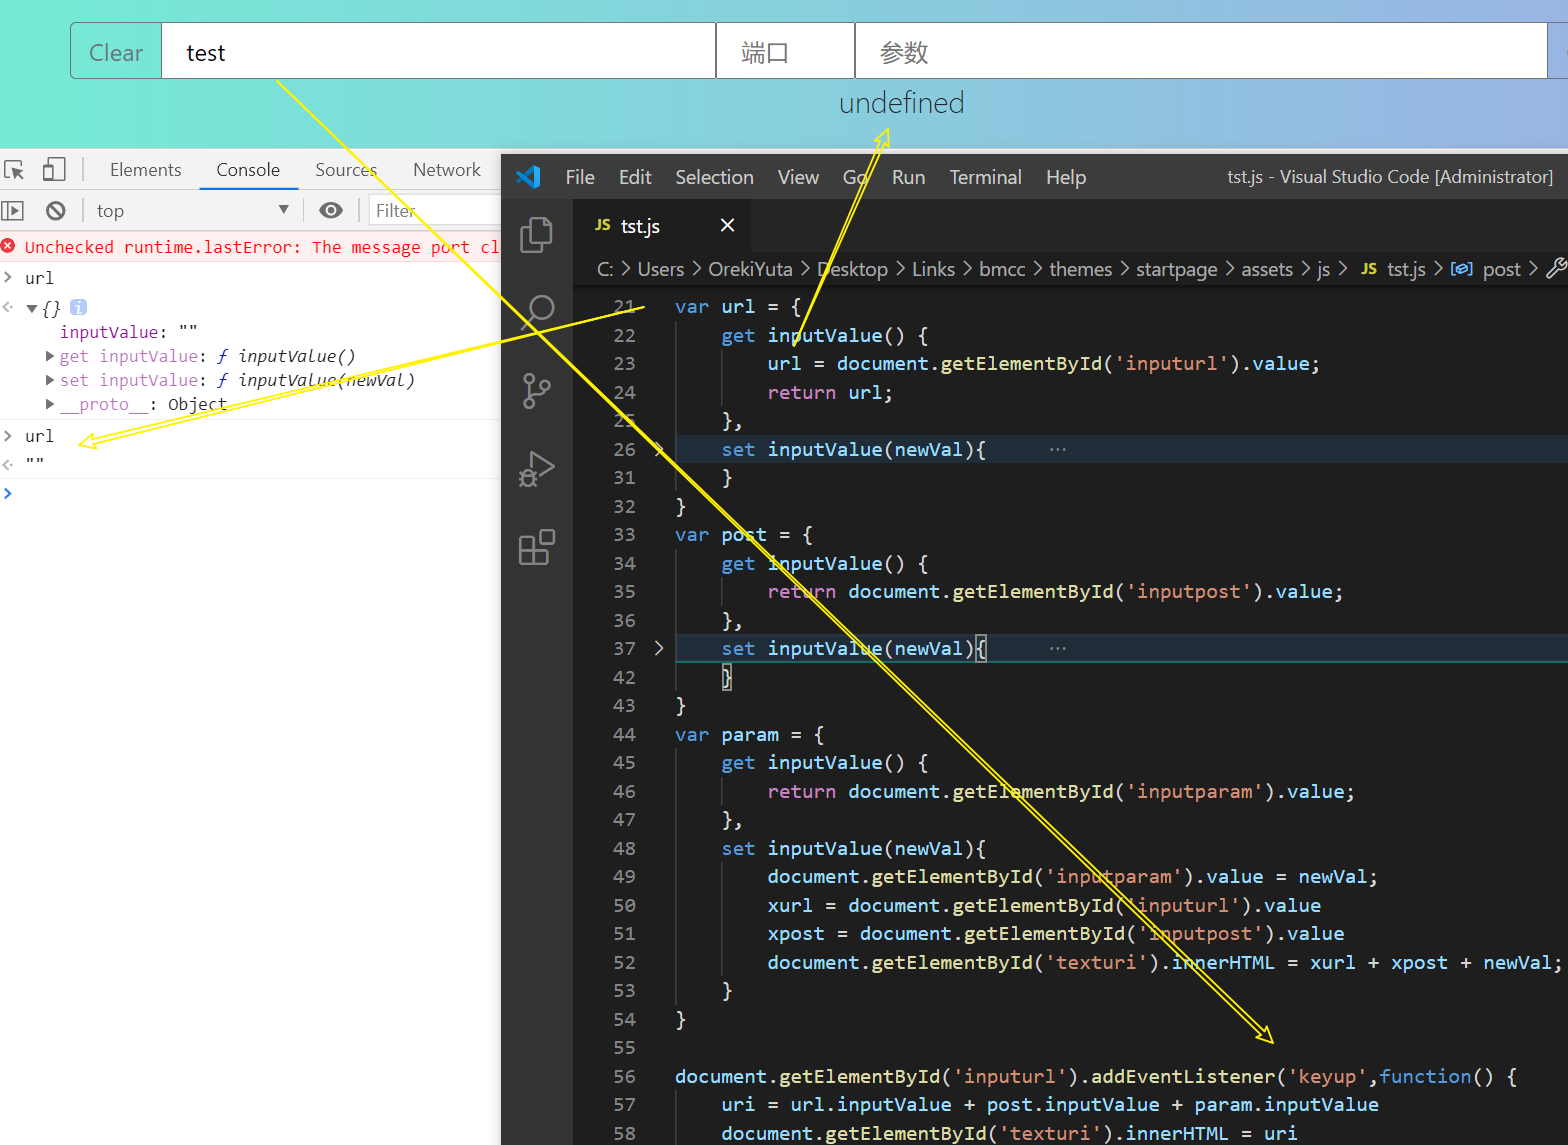 Clear test 端口 参数
undefined
Elements Console Sources Network
top Filter
Unchecked runtime.lastError: The message port cl
url
{} i
inputValue: ""
get inputValue: ƒ inputValue()
set inputValue: ƒ inputValue(newVal)
__proto__: Object
url
""
File Edit Selection View Go Run Terminal Help tst.js - Visual Studio Code [Administrator]
JS tst.js
C: > Users > OrekiYuta > Desktop > Links > bmcc > themes > startpage > assets > js > JS tst.js > post >
21 var url = {
22 get inputValue() {
23 url = document.getElementById('inputurl').value;
24 return url;
25 },
26 set inputValue(newVal){ ···
31 }
32 }
33 var post = {
34 get inputValue() {
35 return document.getElementById('inputpost').value;
36 },
37 set inputValue(newVal){ ···
42 }
43 }
44 var param = {
45 get inputValue() {
46 return document.getElementById('inputparam').value;
47 },
48 set inputValue(newVal){
49 document.getElementById('inputparam').value = newVal;
50 xurl = document.getElementById('inputurl').value
51 xpost = document.getElementById('inputpost').value
52 document.getElementById('texturi').innerHTML = xurl + xpost + newVal;
53 }
54 }
55
56 document.getElementById('inputurl').addEventListener('keyup',function() {
57 uri = url.inputValue + post.inputValue + param.inputValue
58 document.getElementById('texturi').innerHTML = uri